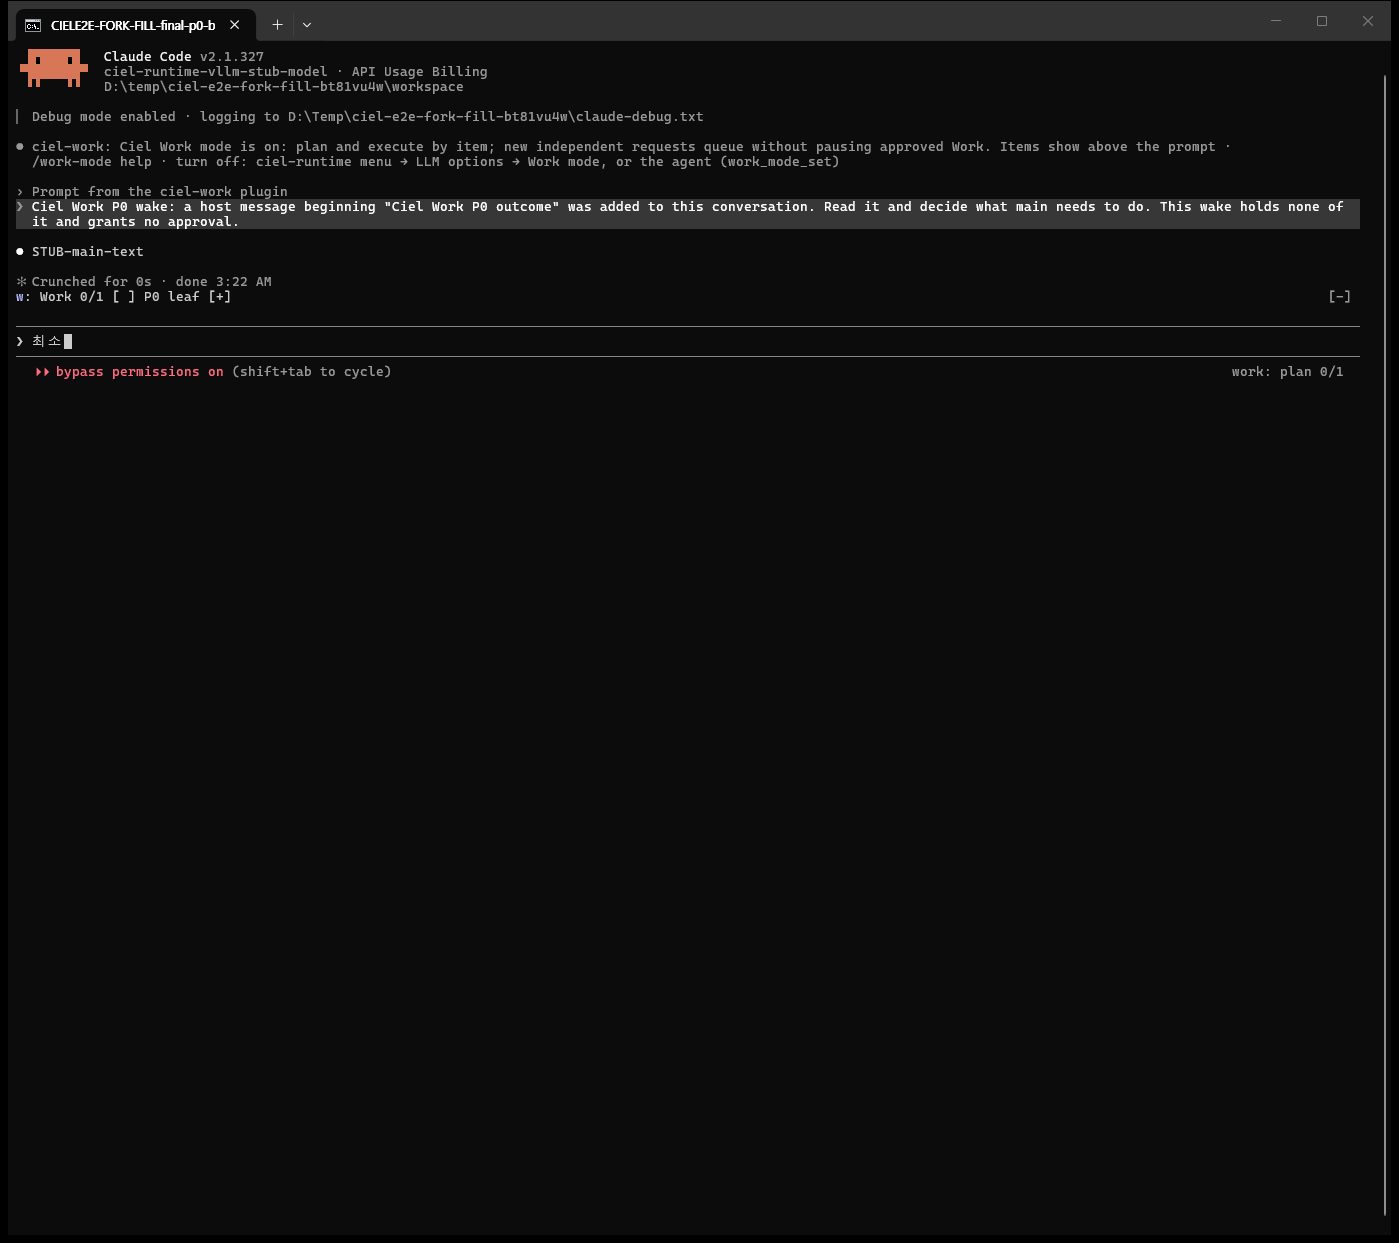 CIELE2E-FORK-FILL-final-p0-b
Claude Code v2.1.327
ciel-runtime-vllm-stub-model · API Usage Billing
D:\temp\ciel-e2e-fork-fill-bt81vu4w\workspace
Debug mode enabled · logging to D:\Temp\ciel-e2e-fork-fill-bt81vu4w\claude-debug.txt
● ciel-work: Ciel Work mode is on: plan and execute by item; new independent requests queue without pausing approved Work. Items show above the prompt ·
/work-mode help · turn off: ciel-runtime menu → LLM options → Work mode, or the agent (work_mode_set)
› Prompt from the ciel-work plugin
❯ Ciel Work P0 wake: a host message beginning "Ciel Work P0 outcome" was added to this conversation. Read it and decide what main needs to do. This wake holds none of
it and grants no approval.
● STUB-main-text
✻ Crunched for 0s · done 3:22 AM
w: Work 0/1 [ ] P0 leaf [+] [-]
❯ 최소
⏵⏵ bypass permissions on (shift+tab to cycle) work: plan 0/1